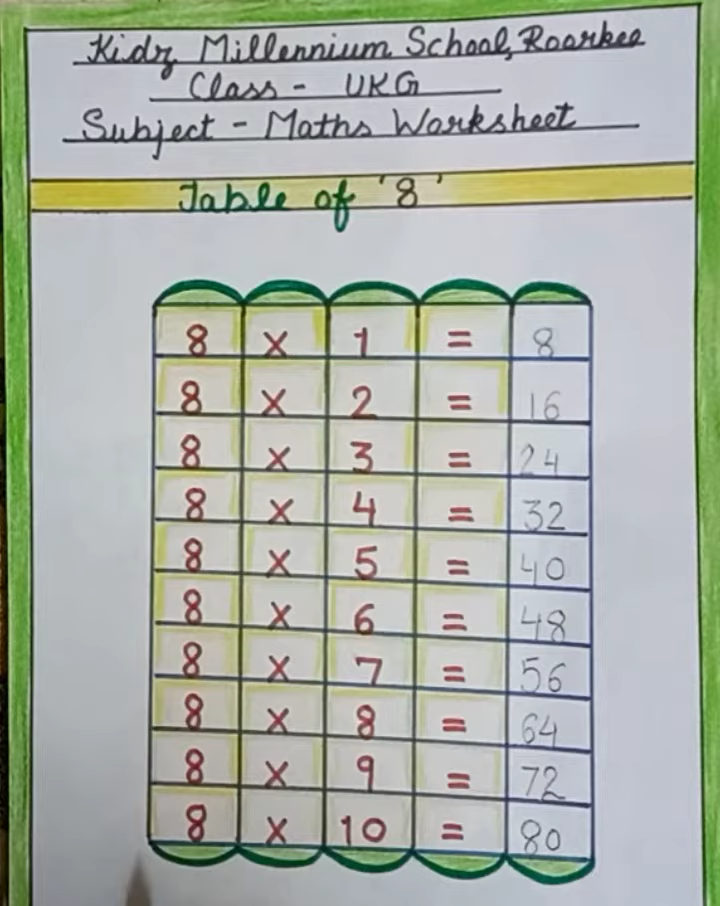 Kidz Millennium School, Roorkee
Class - UKG
Subject - Maths Worksheet
Table of '8'
8 × 1 = 8
8 × 2 = 16
8 × 3 = 24
8 × 4 = 32
8 × 5 = 40
8 × 6 = 48
8 × 7 = 56
8 × 8 = 64
8 × 9 = 72
8 × 10 = 80